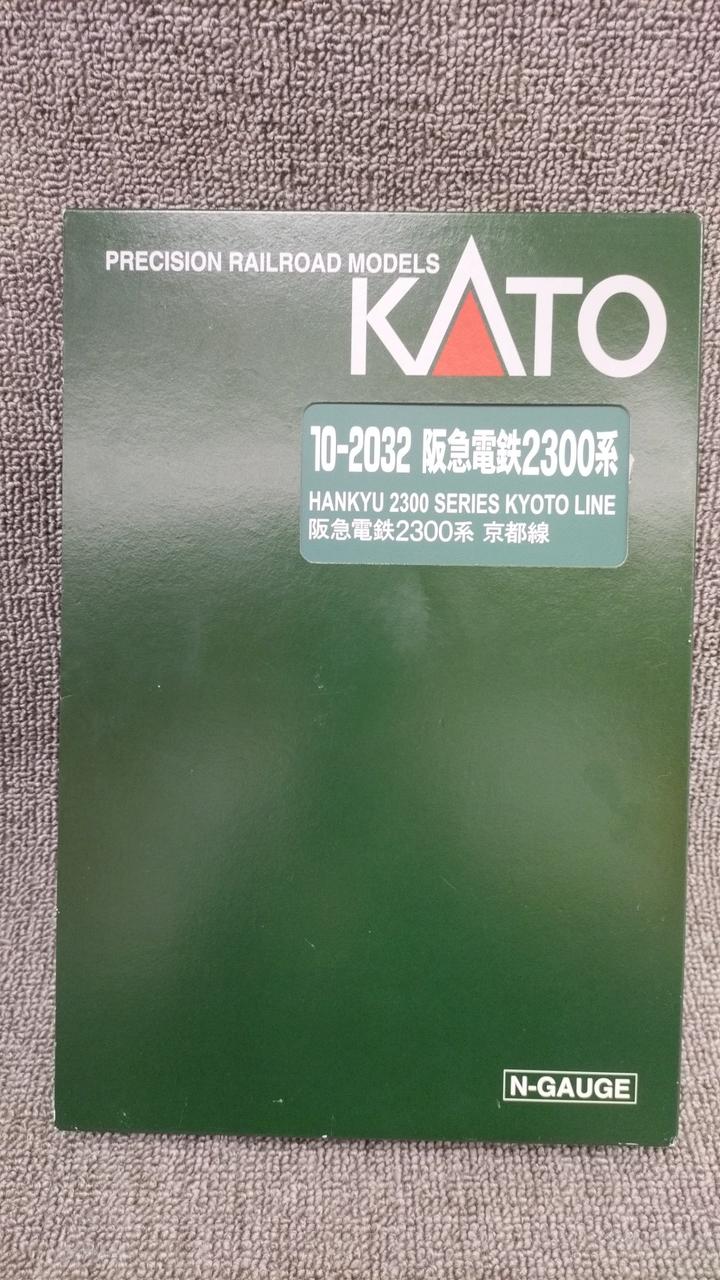 PRECISION RAILROAD MODELS
KATO
10-2032 阪急電鉄2300系
HANKYU 2300 SERIES KYOTO LINE
阪急電鉄2300系 京都線
N-GAUGE